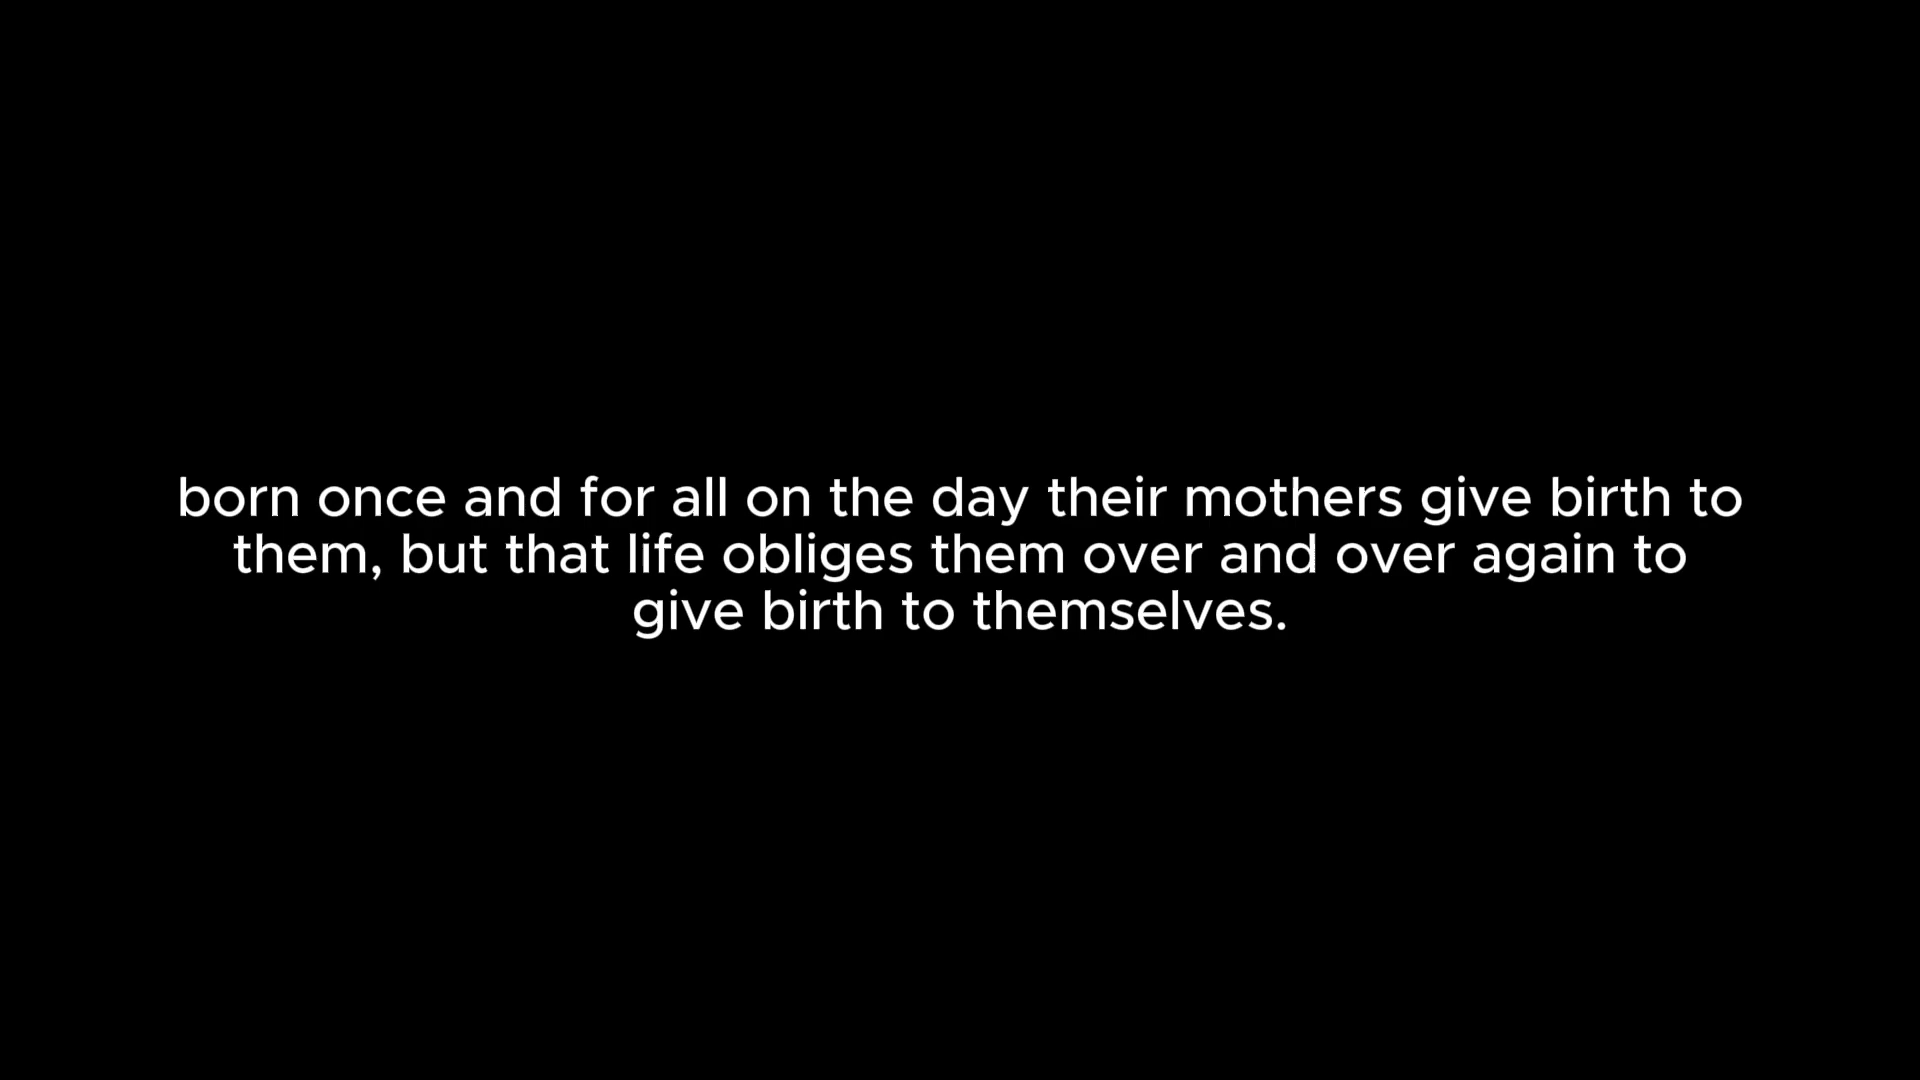 born once and for all on the day their mothers give birth to
them, but that life obliges them over and over again to
give birth to themselves.